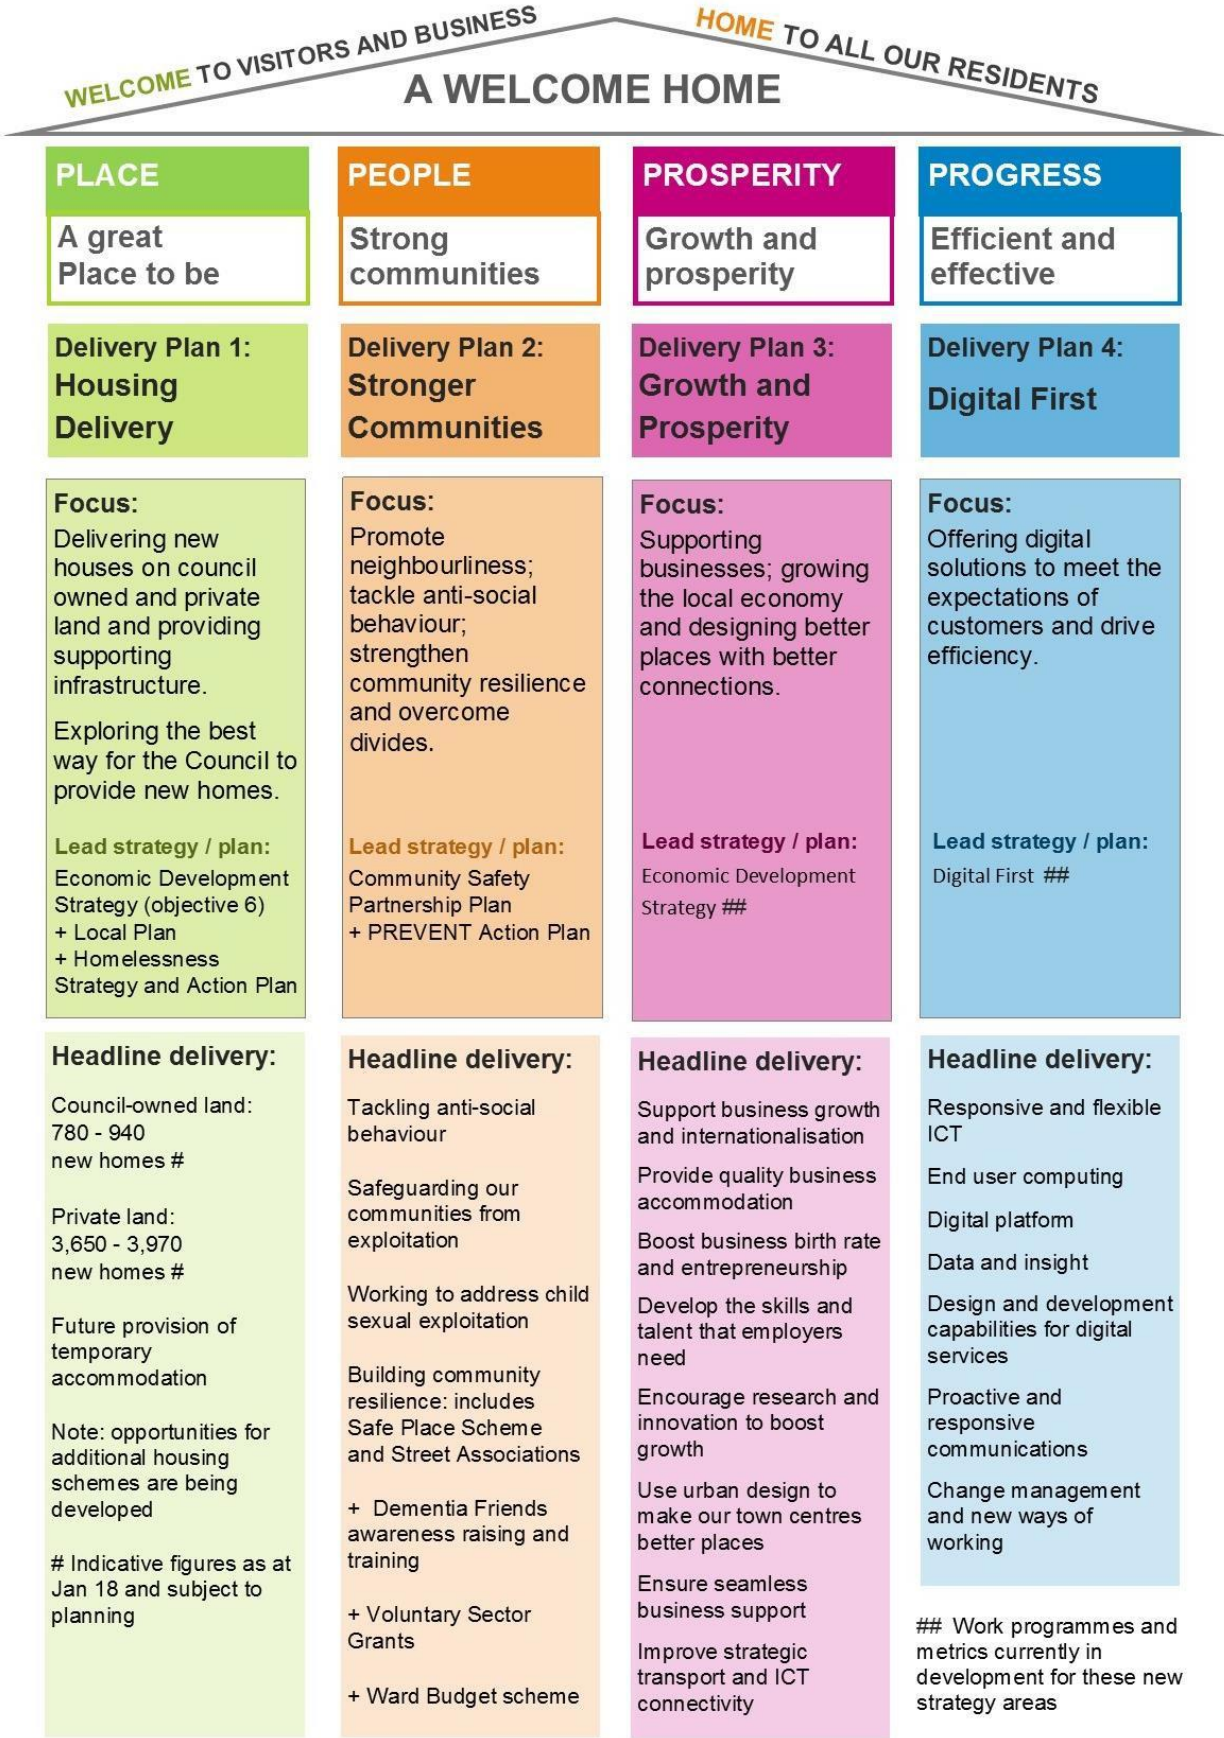 WELCOME TO VISITORS AND BUSINESS
HOME TO ALL OUR RESIDENTS
A WELCOME HOME
PLACE
A great
Place to be
Delivery Plan 1:
Housing
Delivery
Focus:
Delivering new
houses on council
owned and private
land and providing
supporting
infrastructure.
Exploring the best
way for the Council to
provide new homes.
Lead strategy / plan:
Economic Development
Strategy (objective 6)
+ Local Plan
+ Homelessness
Strategy and Action Plan
Headline delivery:
Council-owned land:
780 - 940
new homes #
Private land:
3,650 - 3,970
new homes #
Future provision of
temporary
accommodation
Note: opportunities for
additional housing
schemes are being
developed
# Indicative figures as at
Jan 18 and subject to
planning
PEOPLE
Strong
communities
Delivery Plan 2:
Stronger
Communities
Focus:
Promote
neighbourliness;
tackle anti-social
behaviour;
strengthen
community resilience
and overcome
divides.
Lead strategy / plan:
Community Safety
Partnership Plan
+ PREVENT Action Plan
Headline delivery:
Tackling anti-social
behaviour
Safeguarding our
communities from
exploitation
Working to address child
sexual exploitation
Building community
resilience: includes
Safe Place Scheme
and Street Associations
+ Dementia Friends
awareness raising and
training
+ Voluntary Sector
Grants
+ Ward Budget scheme
PROSPERITY
Growth and
prosperity
Delivery Plan 3:
Growth and
Prosperity
Focus:
Supporting
businesses; growing
the local economy
and designing better
places with better
connections.
Lead strategy / plan:
Economic Development
Strategy ##
Headline delivery:
Support business growth
and internationalisation
Provide quality business
accommodation
Boost business birth rate
and entrepreneurship
Develop the skills and
talent that employers
need
Encourage research and
innovation to boost
growth
Use urban design to
make our town centres
better places
Ensure seamless
business support
Improve strategic
transport and ICT
connectivity
PROGRESS
Efficient and
effective
Delivery Plan 4:
Digital First
Focus:
Offering digital
solutions to meet the
expectations of
customers and drive
efficiency.
Lead strategy / plan:
Digital First ##
Headline delivery:
Responsive and flexible
ICT
End user computing
Digital platform
Data and insight
Design and development
capabilities for digital
services
Proactive and
responsive
communications
Change management
and new ways of
working
## Work programmes and
metrics currently in
development for these new
strategy areas